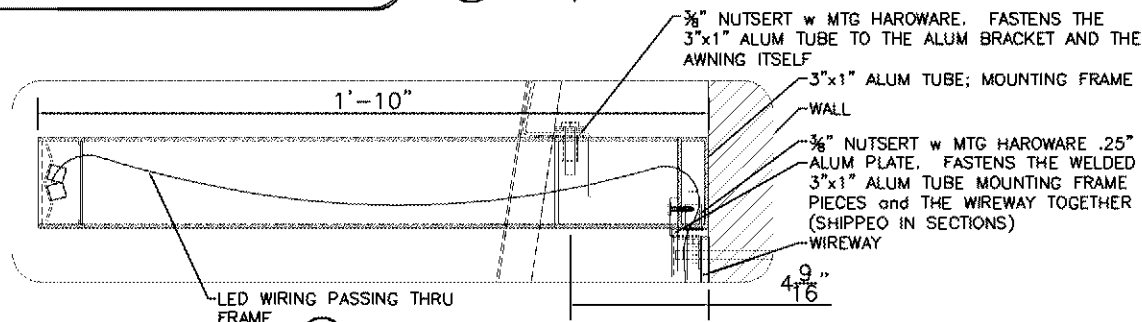 ⅜" NUTSERT w MTG HARDWARE. FASTENS THE
3"x1" ALUM TUBE TO THE ALUM BRACKET AND THE
AWNING ITSELF
3"x1" ALUM TUBE; MOUNTING FRAME
1'-10"
WALL
⅜" NUTSERT w MTG HARDWARE .25"
ALUM PLATE. FASTENS THE WELDED
3"x1" ALUM TUBE MOUNTING FRAME
PIECES and THE WIREWAY TOGETHER
(SHIPPED IN SECTIONS)
WIREWAY
4 9/16"
LED WIRING PASSING THRU
FRAME